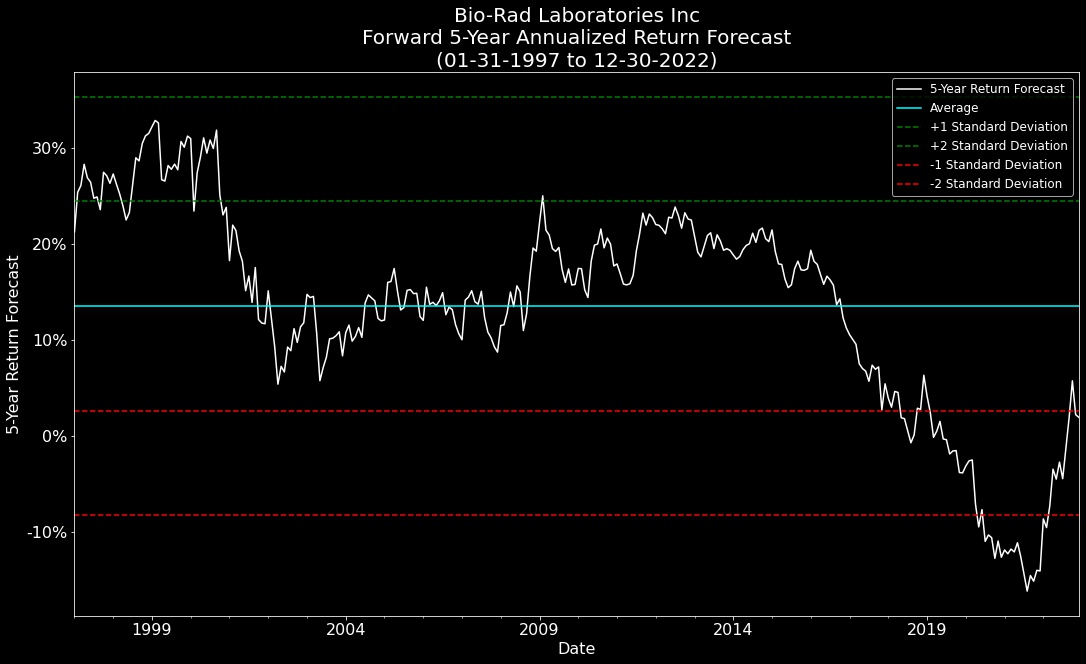 Bio-Rad Laboratories Inc
Forward 5-Year Annualized Return Forecast
(01-31-1997 to 12-30-2022)
5-Year Return Forecast
Average
+1 Standard Deviation
+2 Standard Deviation
-1 Standard Deviation
-2 Standard Deviation
5-Year Return Forecast
30%
20%
10%
0%
-10%
1999
2004
2009
2014
2019
Date